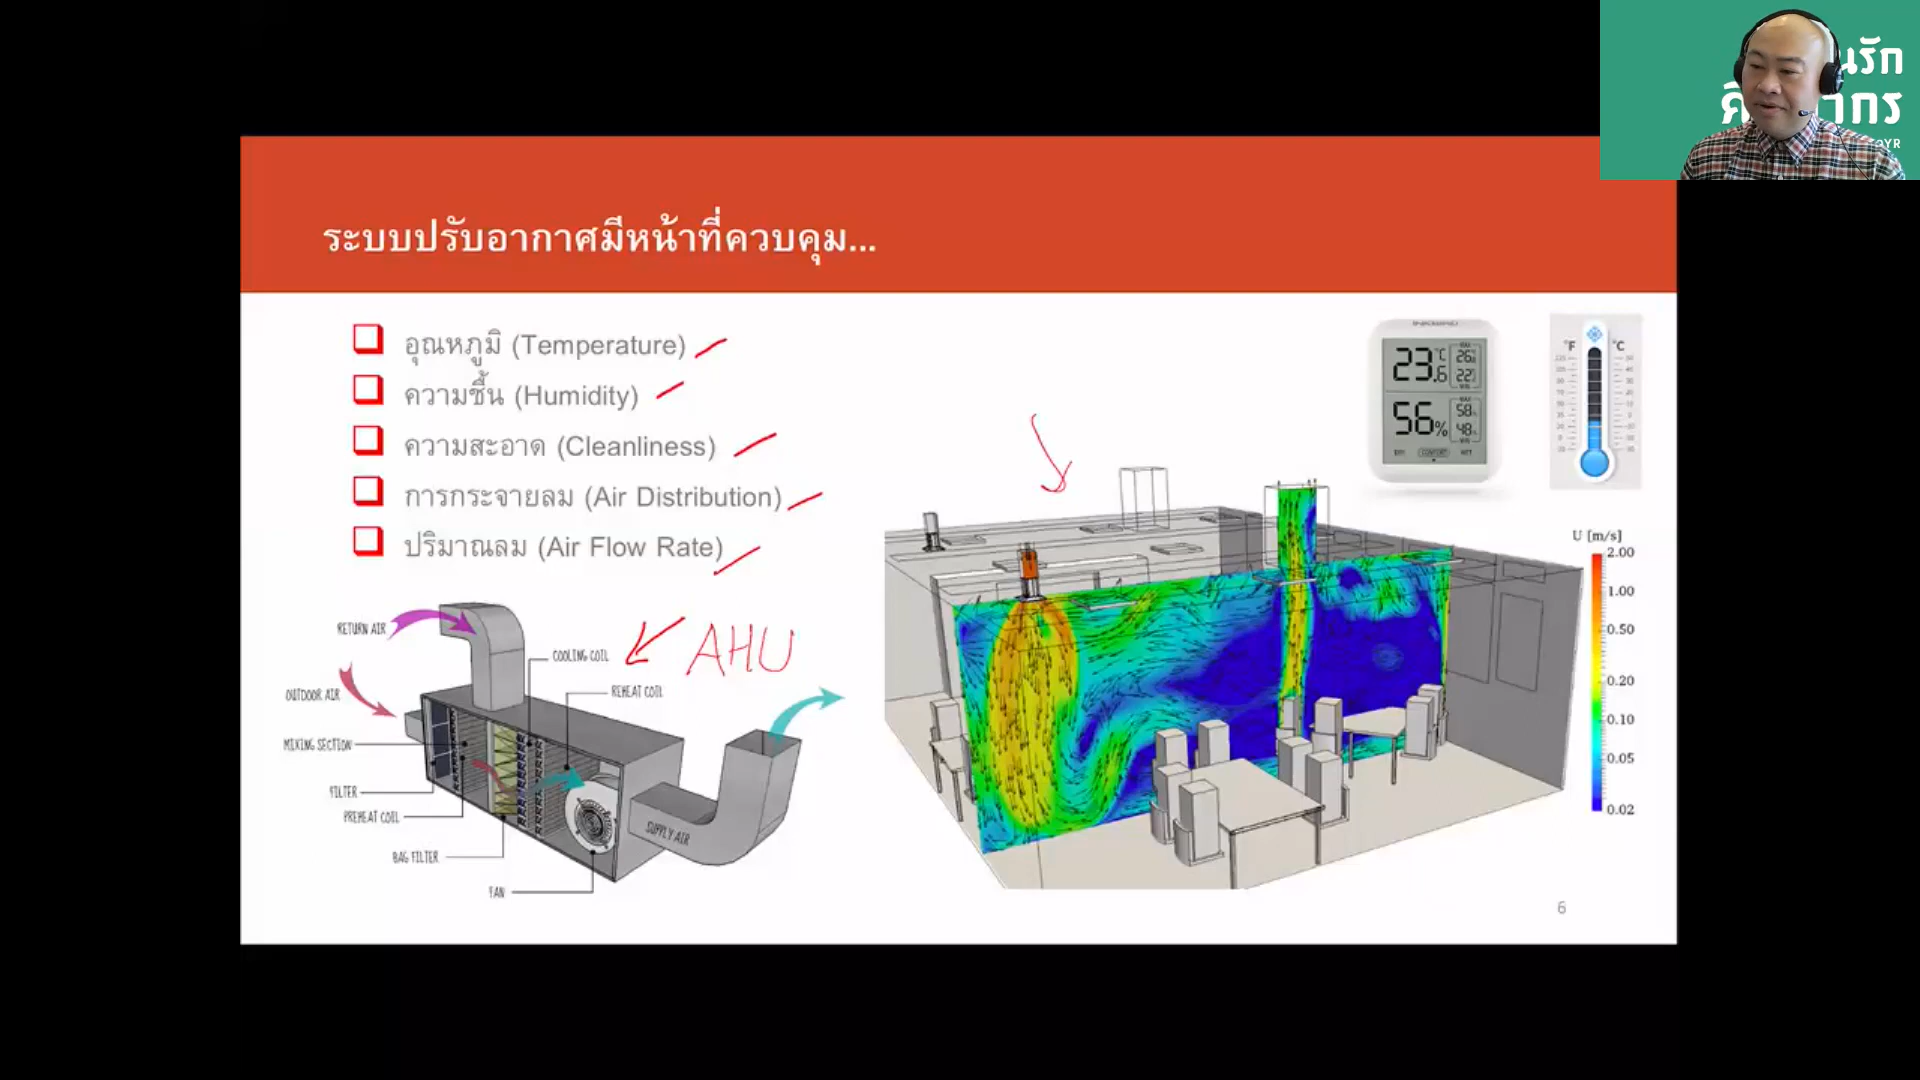 ระบบปรับอากาศมีหน้าที่ควบคุม...
อุณหภูมิ (Temperature)
ความชื้น (Humidity)
ความสะอาด (Cleanliness)
การกระจายลม (Air Distribution)
ปริมาณลม (Air Flow Rate)
AHU
RETURN AIR
OUTDOOR AIR
MIXING SECTION
FILTER
PREHEAT COIL
BAG FILTER
FAN
COOLING COIL
REHEAT COIL
SUPPLY AIR
23.6 °C
56%
°F °C
U [m/s]
2.00
1.00
0.50
0.20
0.10
0.05
0.02
6